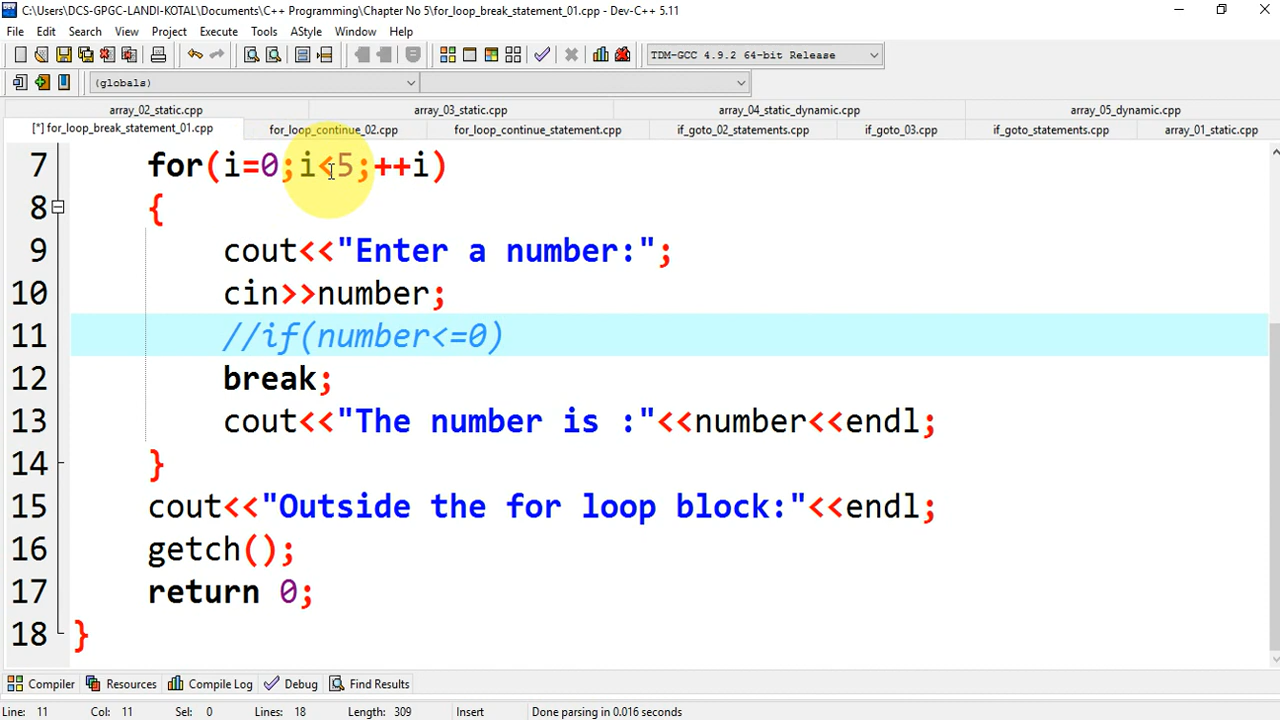 C:\Users\DCS-GPGC-LANDI-KOTAL\Documents\C++ Programming\Chapter No 5\for_loop_break_statement_01.cpp - Dev-C++ 5.11
File Edit Search View Project Execute Tools AStyle Window Help
TDM-GCC 4.9.2 64-bit Release
(globals)
array_02_static.cpp array_03_static.cpp array_04_static_dynamic.cpp array_05_dynamic.cpp
[*] for_loop_break_statement_01.cpp for_loop_continue_02.cpp for_loop_continue_statement.cpp if_goto_02_statements.cpp if_goto_03.cpp if_goto_statements.cpp array_01_static.cpp
7 for(i=0;i<5;++i)
8 {
9 cout<<"Enter a number:";
10 cin>>number;
11 //if(number<=0)
12 break;
13 cout<<"The number is :"<<number<<endl;
14 }
15 cout<<"Outside the for loop block:"<<endl;
16 getch();
17 return 0;
18 }
Compiler Resources Compile Log Debug Find Results
Line: 11 Col: 11 Sel: 0 Lines: 18 Length: 309 Insert Done parsing in 0.016 seconds